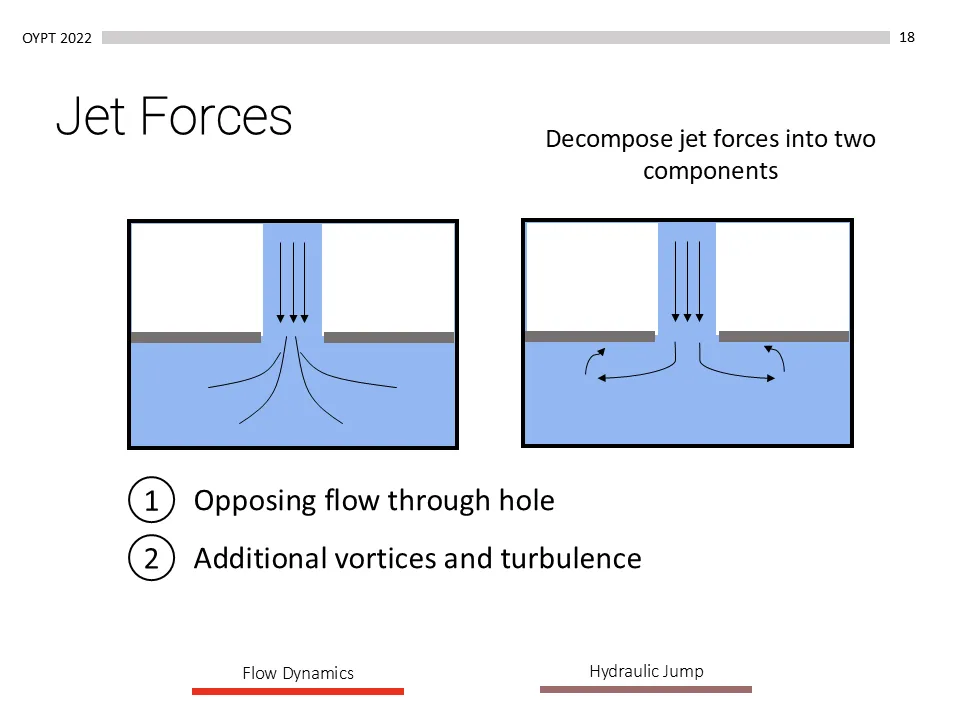 OYPT 2022
18
Jet Forces
Decompose jet forces into two
components
1 Opposing flow through hole
2 Additional vortices and turbulence
Flow Dynamics
Hydraulic Jump